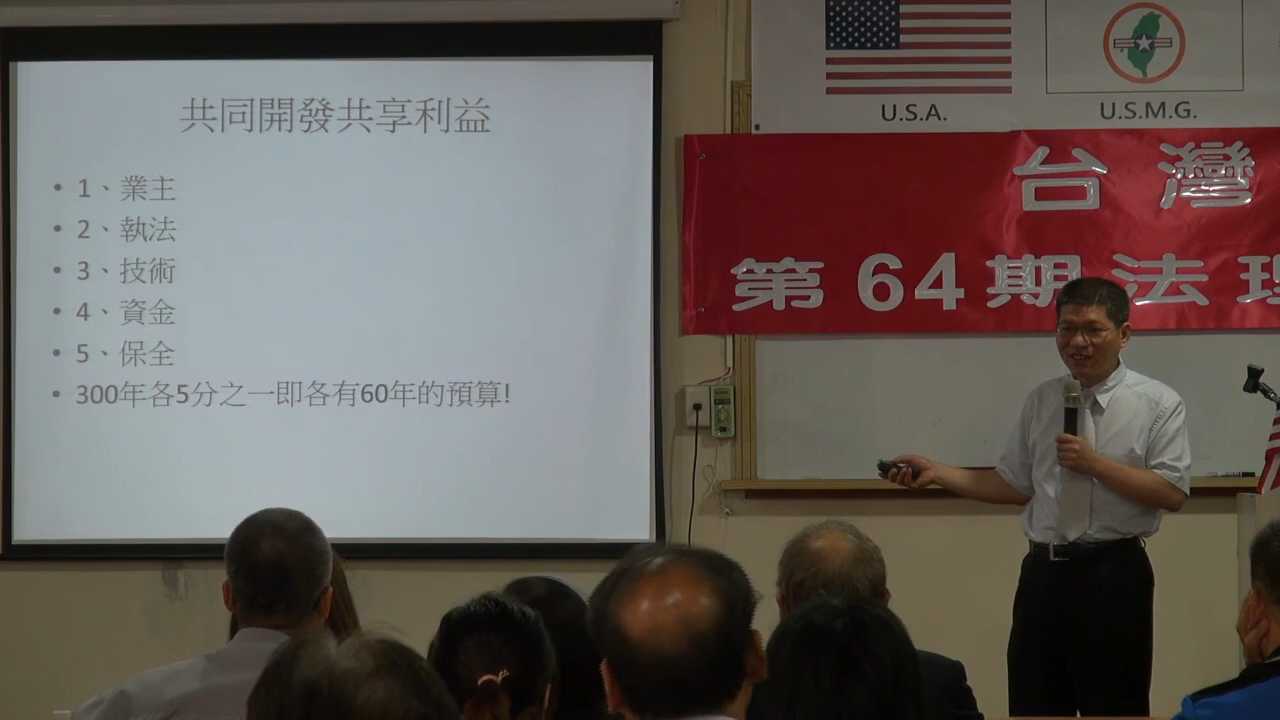 共同開發共享利益
• 1、業主
• 2、執法
• 3、技術
• 4、資金
• 5、保全
• 300年各5分之一即各有60年的預算!
U.S.A.
U.S.M.G.
台灣
第64期法理